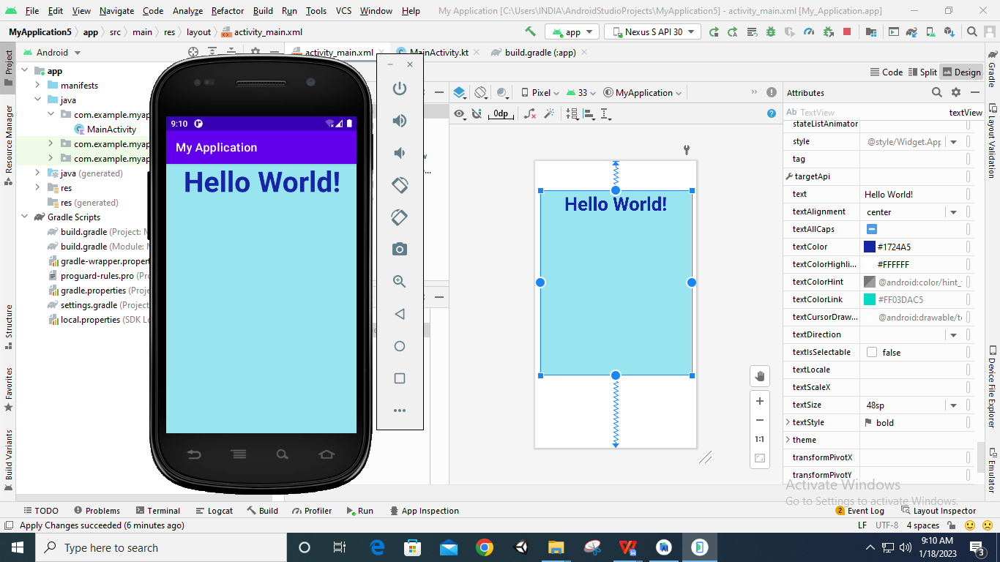 File Edit View Navigate Code Analyze Refactor Build Run Tools VCS Window Help My Application [C:\Users\INDIA\AndroidStudioProjects\MyApplication5] - activity_main.xml [My_Application.app]
MyApplication5 app src main res layout activity_main.xml app Nexus S API 30
Android activity_main.xml MainActivity.kt build.gradle (:app)
Code Split Design
Project
Resource Manager
Structure
Favorites
Build Variants
app
manifests
java
com.example.myap
MainActivity
com.example.myap
com.example.myap
java (generated)
res
res (generated)
Gradle Scripts
build.gradle (Project: M
build.gradle (Module: M
gradle-wrapper.propert
proguard-rules.pro (Pro
gradle.properties (Projec
settings.gradle (Project
local.properties (SDK Lo
9:10
My Application
Hello World!
Pixel 33 MyApplication
0dp
Hello World!
1:1
Attributes
Ab TextView textView
stateListAnimator
style @style/Widget.App
tag
targetApi
text Hello World!
textAlignment center
textAllCaps
textColor #1724A5
textColorHighli... #FFFFFF
textColorHint @android:color/hint_
textColorLink #FF03DAC5
textCursorDraw... @android:drawable/te
textDirection
textIsSelectable false
textLocale
textScaleX
textSize 48sp
textStyle bold
theme
transformPivotX
transformPivotY
Activate Windows
Go to Settings to activate Windows.
Gradle
Layout Validation
Device File Explorer
Emulator
TODO Problems Terminal Logcat Build Profiler Run App Inspection 2 Event Log Layout Inspector
Apply Changes succeeded (6 minutes ago) LF UTF-8 4 spaces
Type here to search
9:10 AM
1/18/2023
3